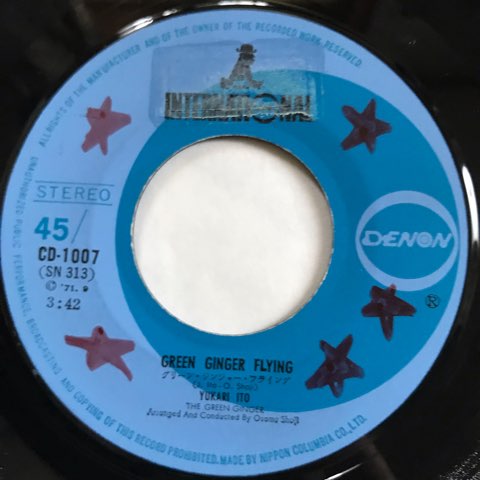 ALL RIGHTS OF THE MANUFACTURER AND OF THE OWNER OF THE RECORDED WORK RESERVED.
INTERNATIONAL
STEREO
45/
CD-1007
(SN 313)
Ⓒ '71. 9
3:42
DENON
®
GREEN GINGER FLYING
グリーン・ジンジャー・フライング
YUKARI ITO
THE GREEN GINGER
Arranged And Conducted By Osamu Shoji
UNAUTHORIZED PUBLIC PERFORMANCE, BROADCASTING AND COPYING OF THIS RECORD PROHIBITED. MADE BY NIPPON COLUMBIA CO., LTD.